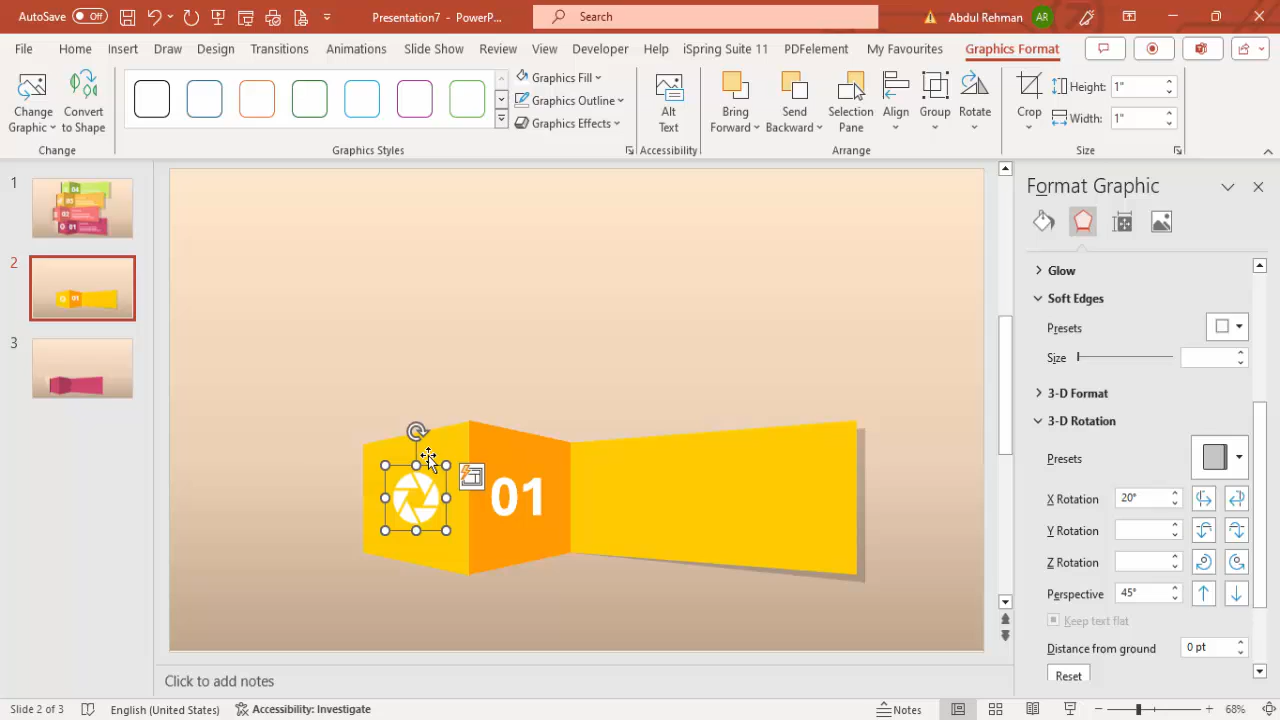 AutoSave Off Presentation7 - PowerP... Search Abdul Rehman AR
File Home Insert Draw Design Transitions Animations Slide Show Review View Developer Help iSpring Suite 11 PDFelement My Favourites Graphics Format
Change Graphic
Convert to Shape
Change
Graphics Fill
Graphics Outline
Graphics Effects
Graphics Styles
Alt Text
Accessibility
Bring Forward
Send Backward
Selection Pane
Align
Group
Rotate
Arrange
Crop
Height: 1"
Width: 1"
Size
1
2
3
01
Format Graphic
Glow
Soft Edges
Presets
Size
3-D Format
3-D Rotation
Presets
X Rotation 20°
Y Rotation
Z Rotation
Perspective 45°
Keep text flat
Distance from ground 0 pt
Reset
Click to add notes
Slide 2 of 3 English (United States) Accessibility: Investigate Notes 68%